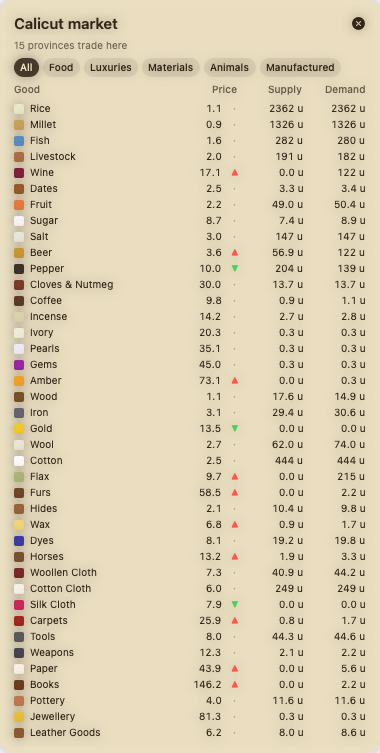 Calicut market
15 provinces trade here
All Food Luxuries Materials Animals Manufactured
Good Price Supply Demand
Rice 1.1 · 2362 u 2362 u
Millet 0.9 · 1326 u 1326 u
Fish 1.6 · 282 u 280 u
Livestock 2.0 · 191 u 182 u
Wine 17.1 ▲ 0.0 u 122 u
Dates 2.5 · 3.3 u 3.4 u
Fruit 2.2 · 49.0 u 50.4 u
Sugar 8.7 · 7.4 u 8.9 u
Salt 3.0 · 147 u 147 u
Beer 3.6 ▲ 56.9 u 122 u
Pepper 10.0 ▼ 204 u 139 u
Cloves & Nutmeg 30.0 · 13.7 u 13.7 u
Coffee 9.8 · 0.9 u 1.1 u
Incense 14.2 · 2.7 u 2.8 u
Ivory 20.3 · 0.3 u 0.3 u
Pearls 35.1 · 0.3 u 0.3 u
Gems 45.0 · 0.3 u 0.3 u
Amber 73.1 ▲ 0.0 u 0.3 u
Wood 1.1 · 17.6 u 14.9 u
Iron 3.1 · 29.4 u 30.6 u
Gold 13.5 ▼ 0.0 u 0.0 u
Wool 2.7 · 62.0 u 74.0 u
Cotton 2.5 · 444 u 444 u
Flax 9.7 ▲ 0.0 u 215 u
Furs 58.5 ▲ 0.0 u 2.2 u
Hides 2.1 · 10.4 u 9.8 u
Wax 6.8 ▲ 0.9 u 1.7 u
Dyes 8.1 · 19.2 u 19.8 u
Horses 13.2 ▲ 1.9 u 3.3 u
Woollen Cloth 7.3 · 40.9 u 44.2 u
Cotton Cloth 6.0 · 249 u 249 u
Silk Cloth 7.9 ▼ 0.0 u 0.0 u
Carpets 25.9 ▲ 0.8 u 1.7 u
Tools 8.0 · 44.3 u 44.6 u
Weapons 12.3 · 2.1 u 2.2 u
Paper 43.9 ▲ 0.0 u 5.6 u
Books 146.2 ▲ 0.0 u 2.2 u
Pottery 4.0 · 11.6 u 11.6 u
Jewellery 81.3 · 0.3 u 0.3 u
Leather Goods 6.2 · 8.0 u 8.6 u